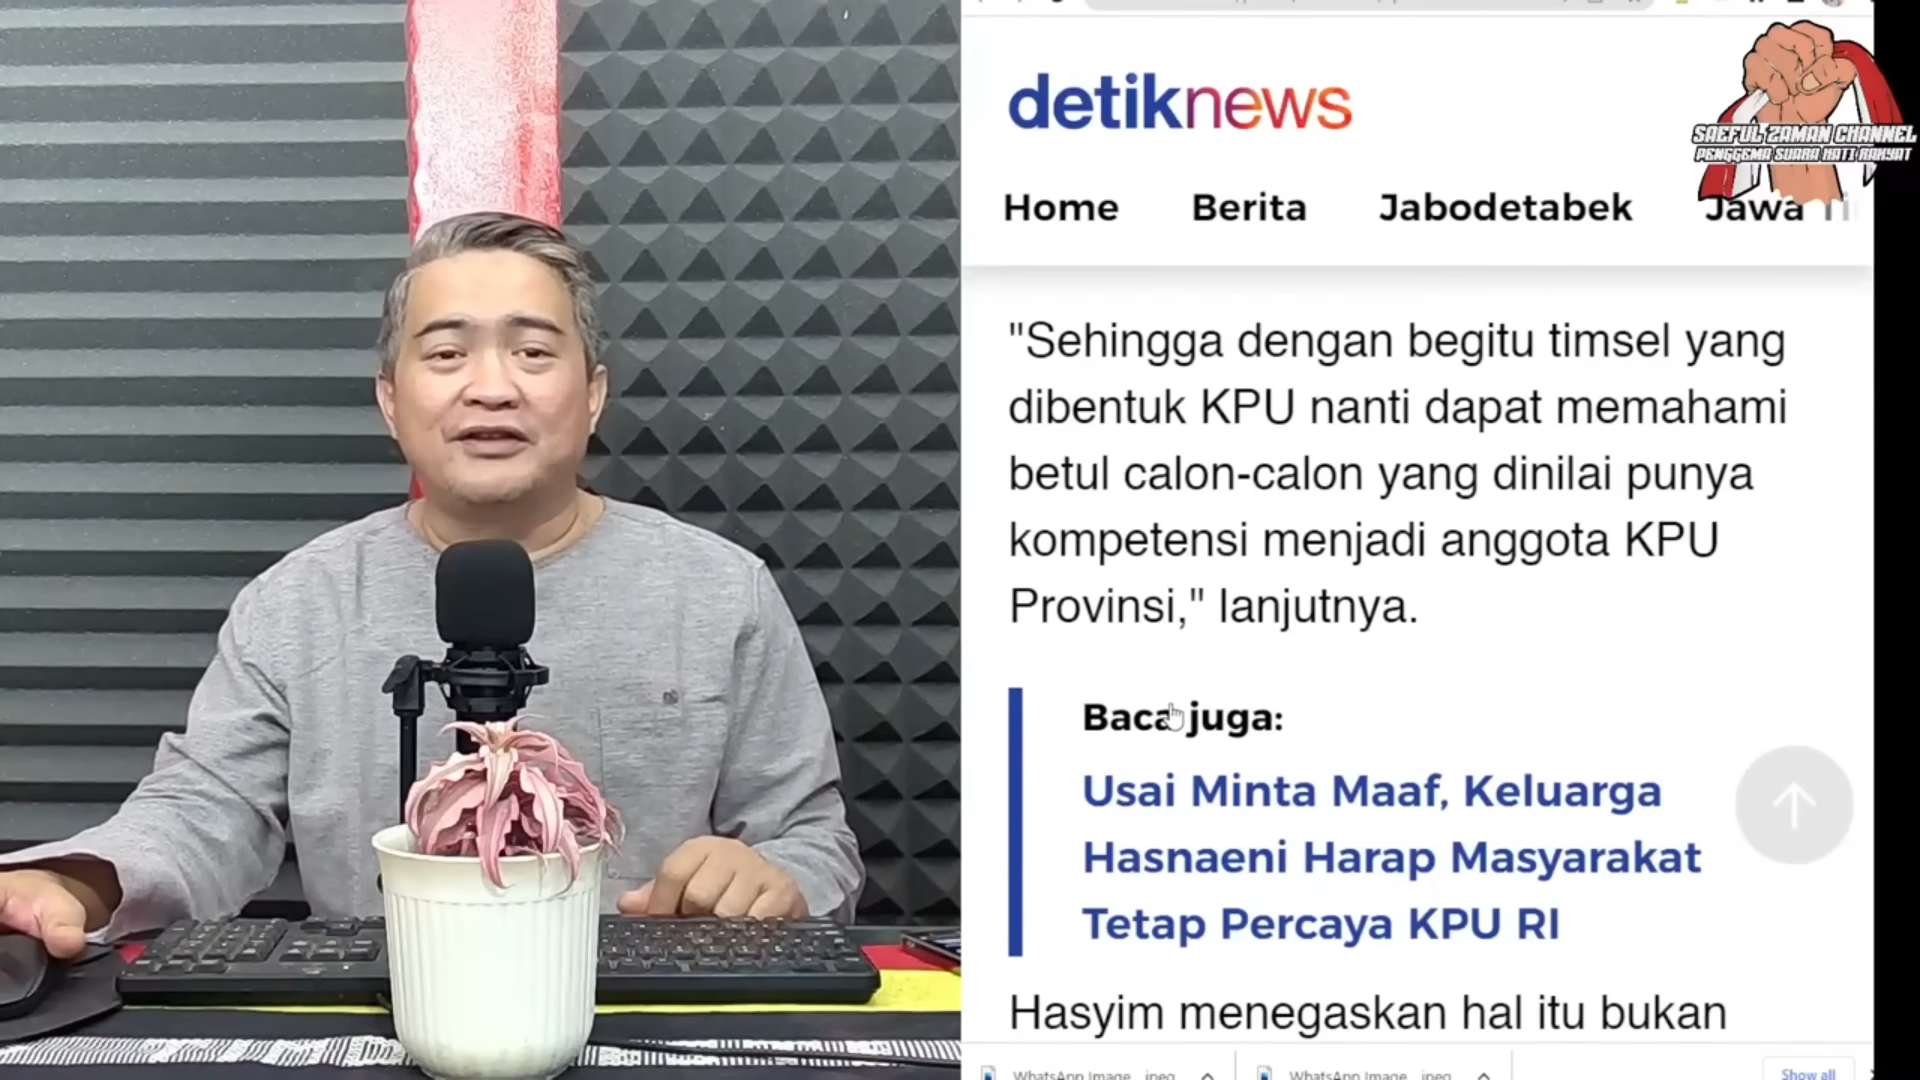 detiknews
SAEFUL ZAMAN CHANNEL
PENGGEMA SUARA HATI RAKYAT
Home Berita Jabodetabek Jawa
"Sehingga dengan begitu timsel yang
dibentuk KPU nanti dapat memahami
betul calon-calon yang dinilai punya
kompetensi menjadi anggota KPU
Provinsi," lanjutnya.
Baca juga:
Usai Minta Maaf, Keluarga
Hasnaeni Harap Masyarakat
Tetap Percaya KPU RI
Hasyim menegaskan hal itu bukan
WhatsApp Image....jpeg WhatsApp Image....jpeg Show all